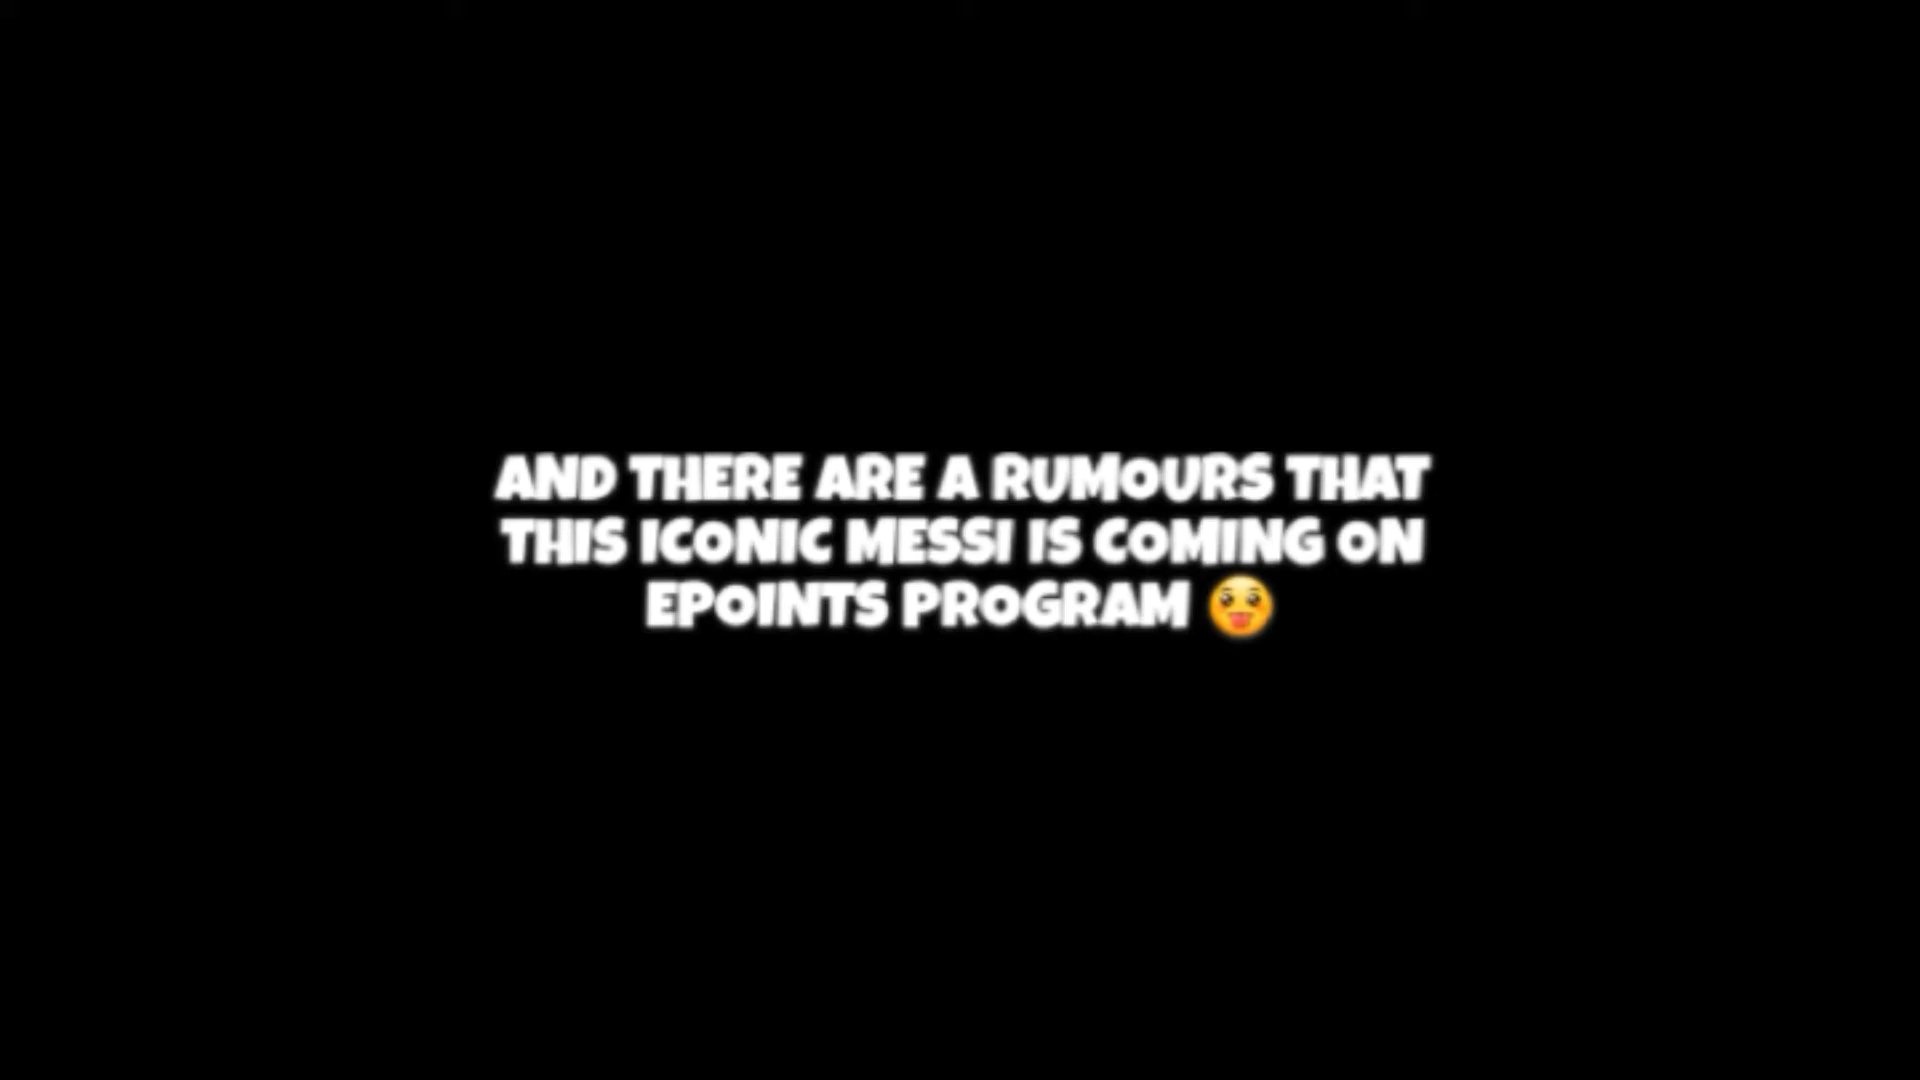 AND THERE ARE A RUMOURS THAT
THIS ICONIC MESSI IS COMING ON
EPOINTS PROGRAM 😛